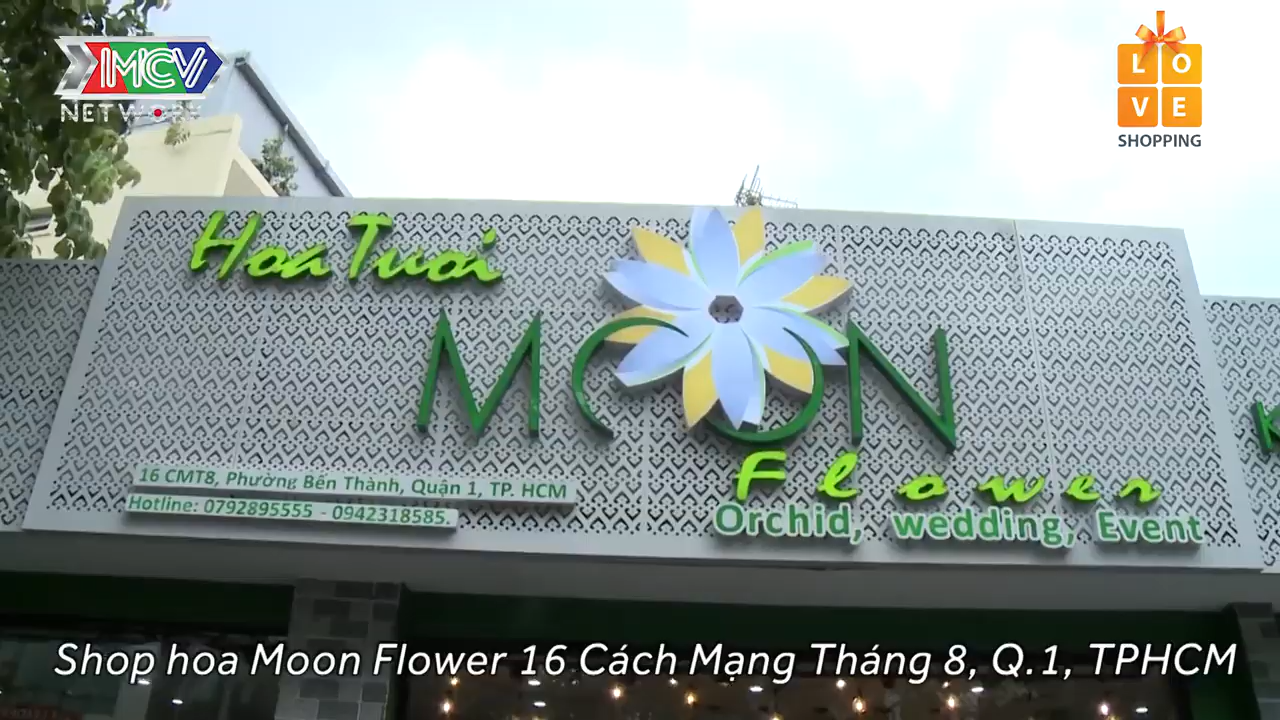 MCV
NETWORK
LOVE
SHOPPING
Hoa Tươi
MOON
Flower
Orchid, wedding, Event
16 CMT8, Phường Bến Thành, Quận 1, TP. HCM
Hotline: 0792895555 - 0942318585.
K
Shop hoa Moon Flower 16 Cách Mạng Tháng 8, Q.1, TPHCM